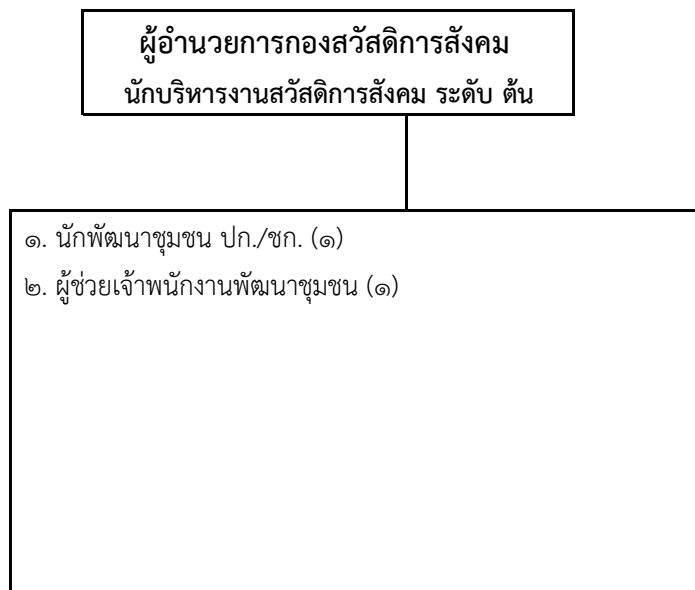 ผู้อำนวยการกองสวัสดิการสังคม
นักบริหารงานสวัสดิการสังคม ระดับ ต้น
๑. นักพัฒนาชุมชน ปก./ชก. (๑)
๒. ผู้ช่วยเจ้าพนักงานพัฒนาชุมชน (๑)